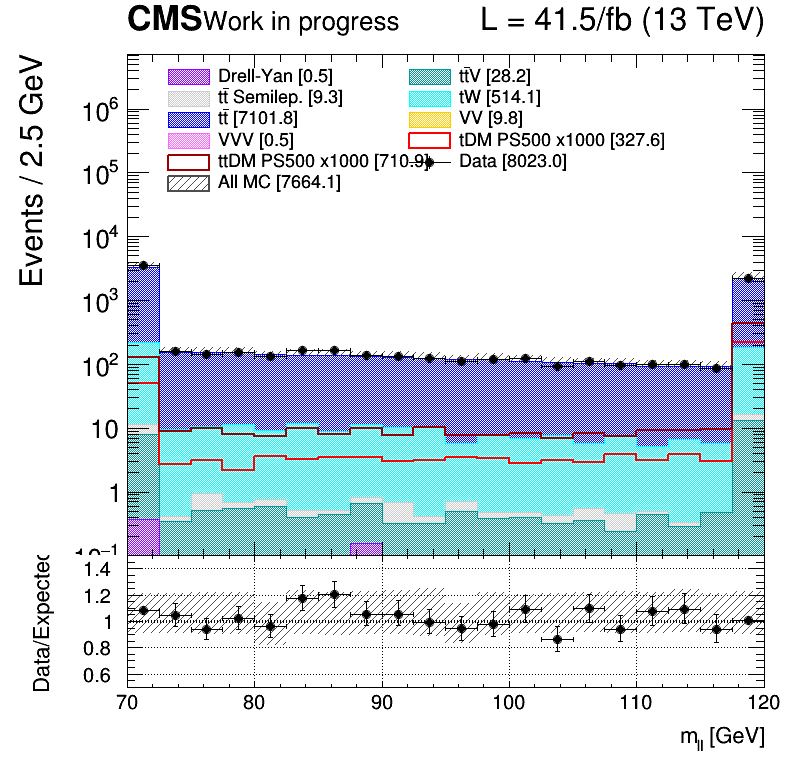 CMS Work in progress L = 41.5/fb (13 TeV)
Events / 2.5 GeV
Drell-Yan [0.5] tt̄V [28.2]
tt̄ Semilep. [9.3] tW [514.1]
tt̄ [7101.8] VV [9.8]
VVV [0.5] tDM PS500 x1000 [327.6]
ttDM PS500 x1000 [710.9] Data [8023.0]
All MC [7664.1]
10⁶
10⁵
10⁴
10³
10²
10
1
10⁻¹
Data/Expected
1.4
1.2
1
0.8
0.6
70 80 90 100 110 120
m_ll [GeV]